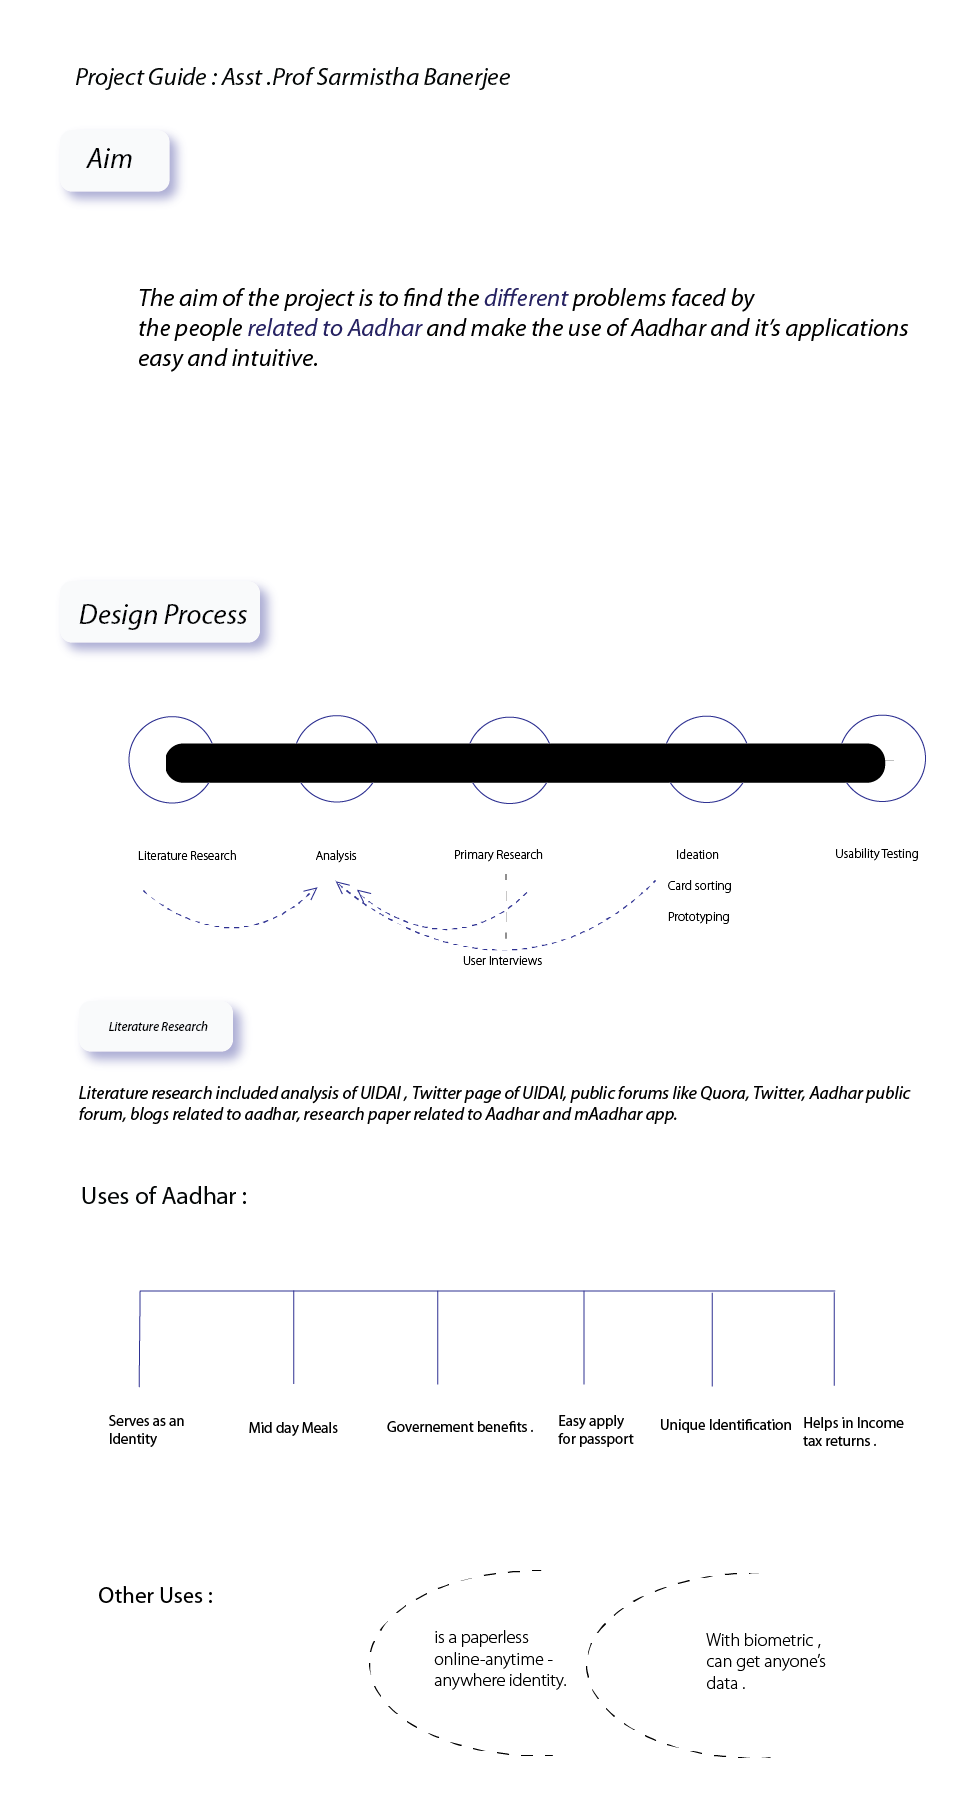 Project Guide : Asst .Prof Sarmistha Banerjee
Aim
The aim of the project is to find the different problems faced by
the people related to Aadhar and make the use of Aadhar and it's applications
easy and intuitive.
Design Process
Literature Research
Analysis
Primary Research
Ideation
Usability Testing
Card sorting
Prototyping
User Interviews
Literature Research
Literature research included analysis of UIDAI , Twitter page of UIDAI, public forums like Quora, Twitter, Aadhar public
forum, blogs related to aadhar, research paper related to Aadhar and mAadhar app.
Uses of Aadhar :
Serves as an
Identity
Mid day Meals
Governement benefits .
Easy apply
for passport
Unique Identification
Helps in Income
tax returns .
Other Uses :
is a paperless
online-anytime -
anywhere identity.
With biometric ,
can get anyone's
data .